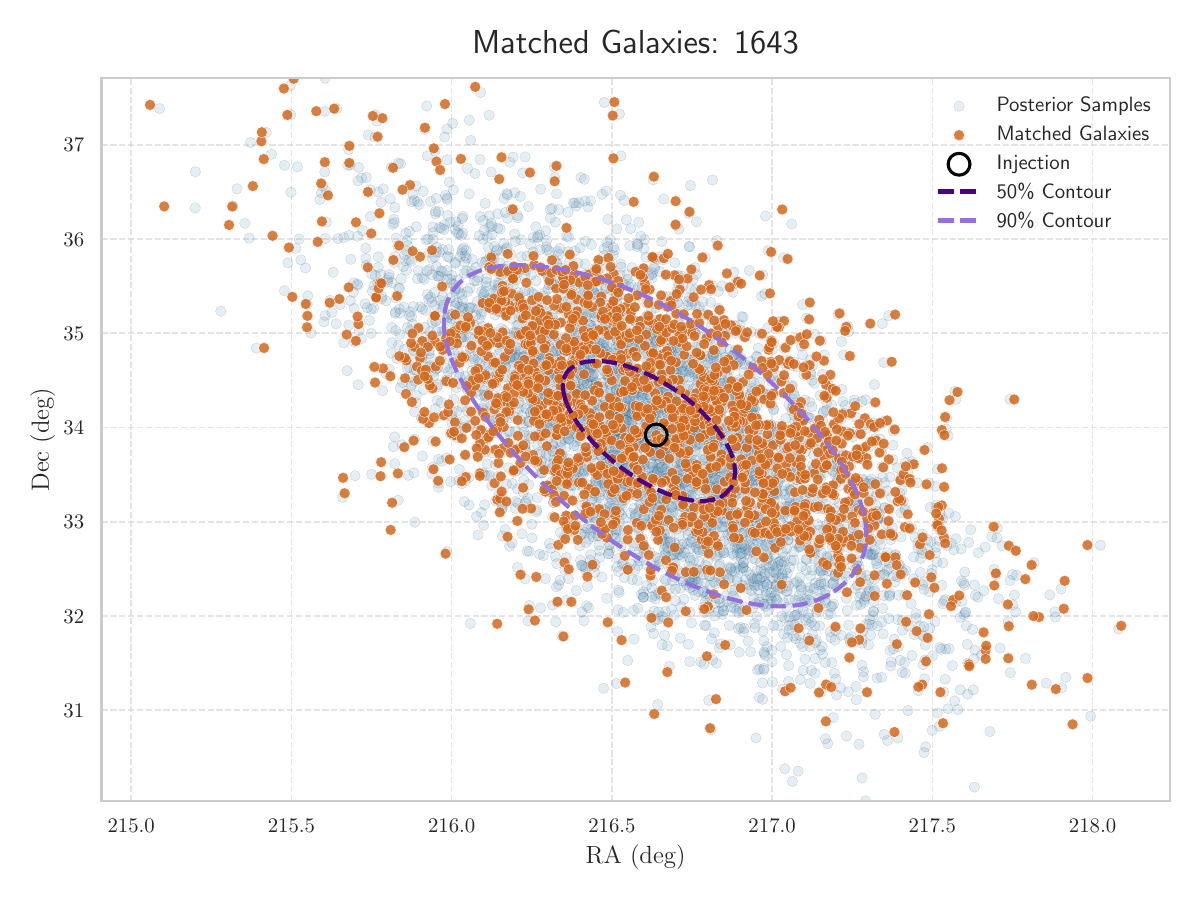 Matched Galaxies: 1643
Posterior Samples
Matched Galaxies
Injection
50% Contour
90% Contour
37
36
35
34
33
32
31
Dec (deg)
215.0 215.5 216.0 216.5 217.0 217.5 218.0
RA (deg)